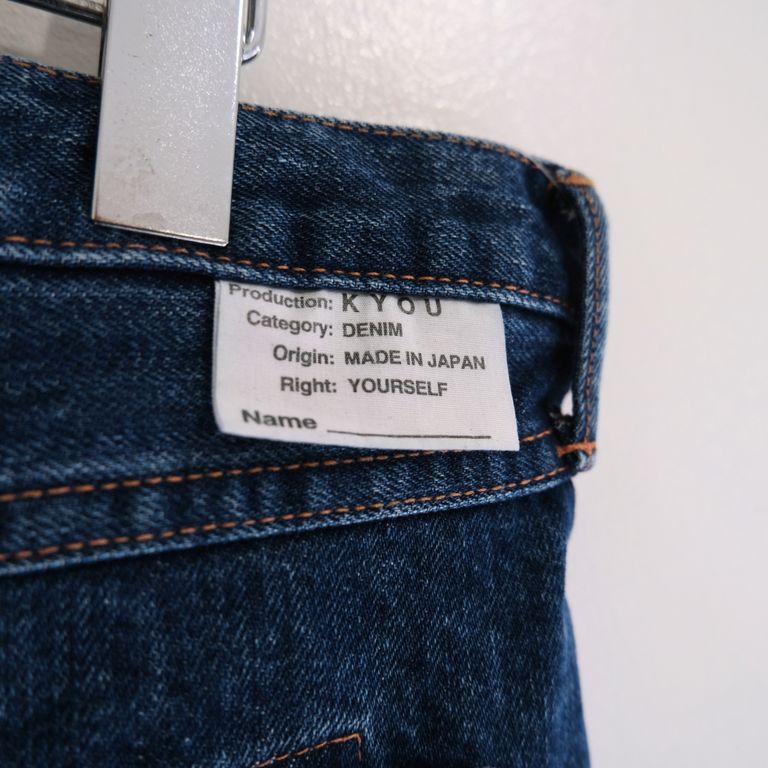 Production: KYOU
Category: DENIM
Origin: MADE IN JAPAN
Right: YOURSELF
Name